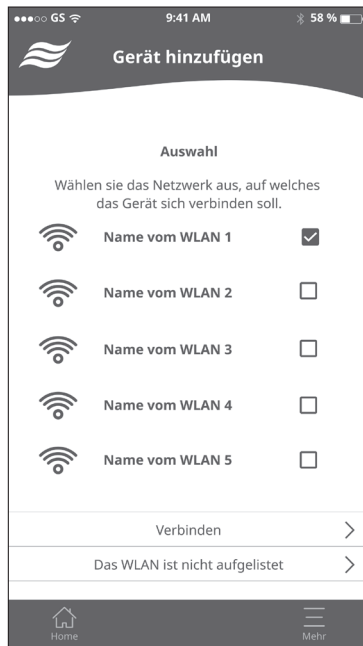 GS 9:41 AM 58 %
Gerät hinzufügen
Auswahl
Wählen sie das Netzwerk aus, auf welches
das Gerät sich verbinden soll.
Name vom WLAN 1
Name vom WLAN 2
Name vom WLAN 3
Name vom WLAN 4
Name vom WLAN 5
Verbinden
Das WLAN ist nicht aufgelistet
Home Mehr